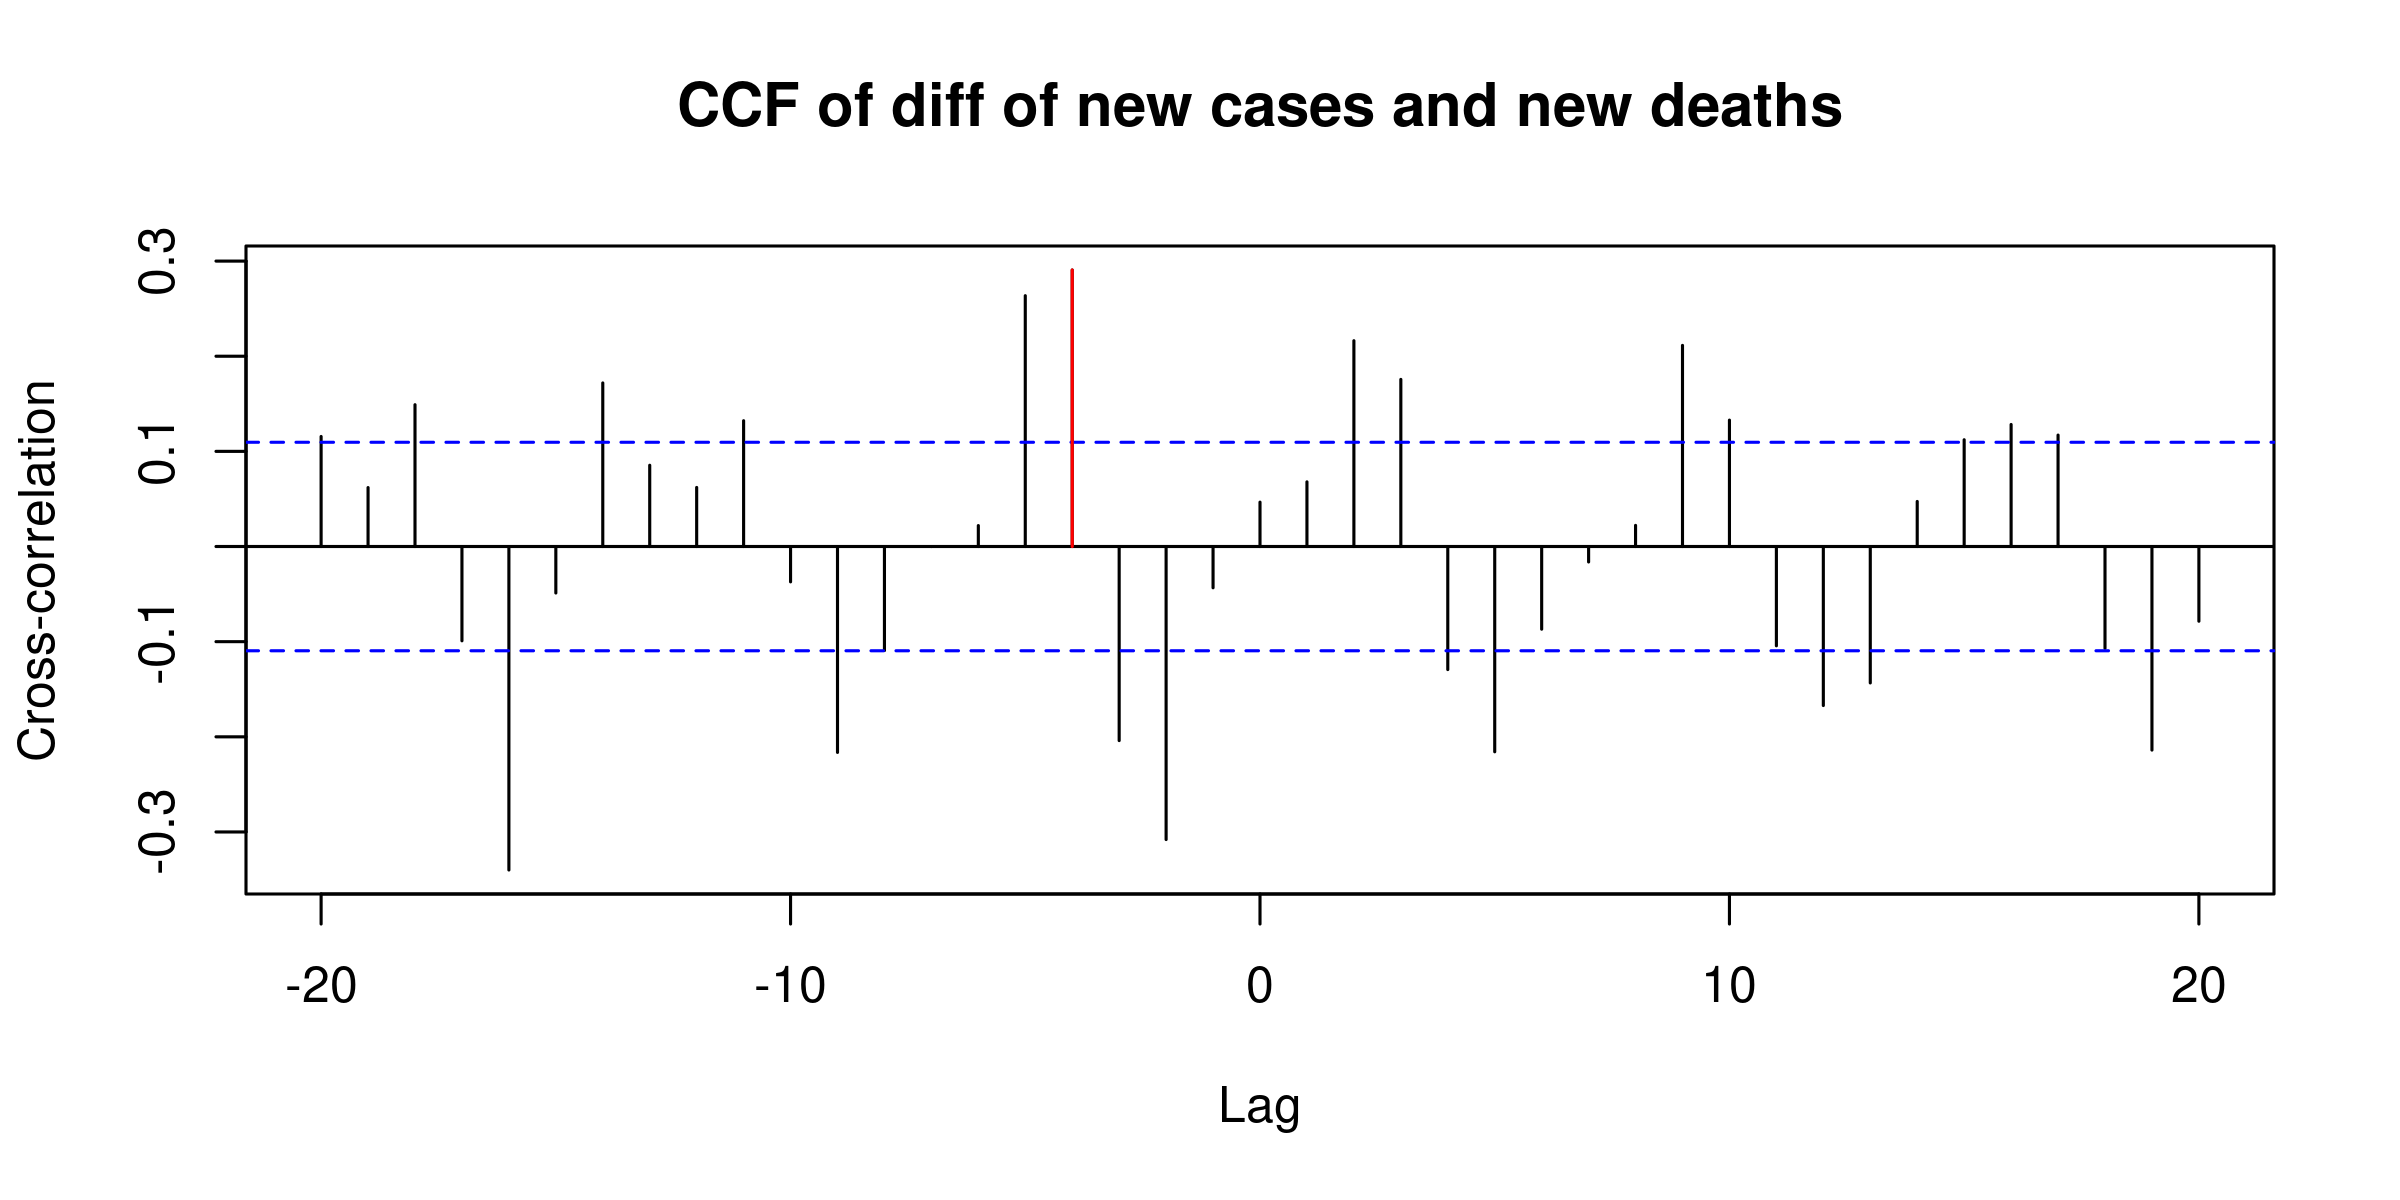 CCF of diff of new cases and new deaths
Cross-correlation
0.3
0.1
-0.1
-0.3
-20 -10 0 10 20
Lag